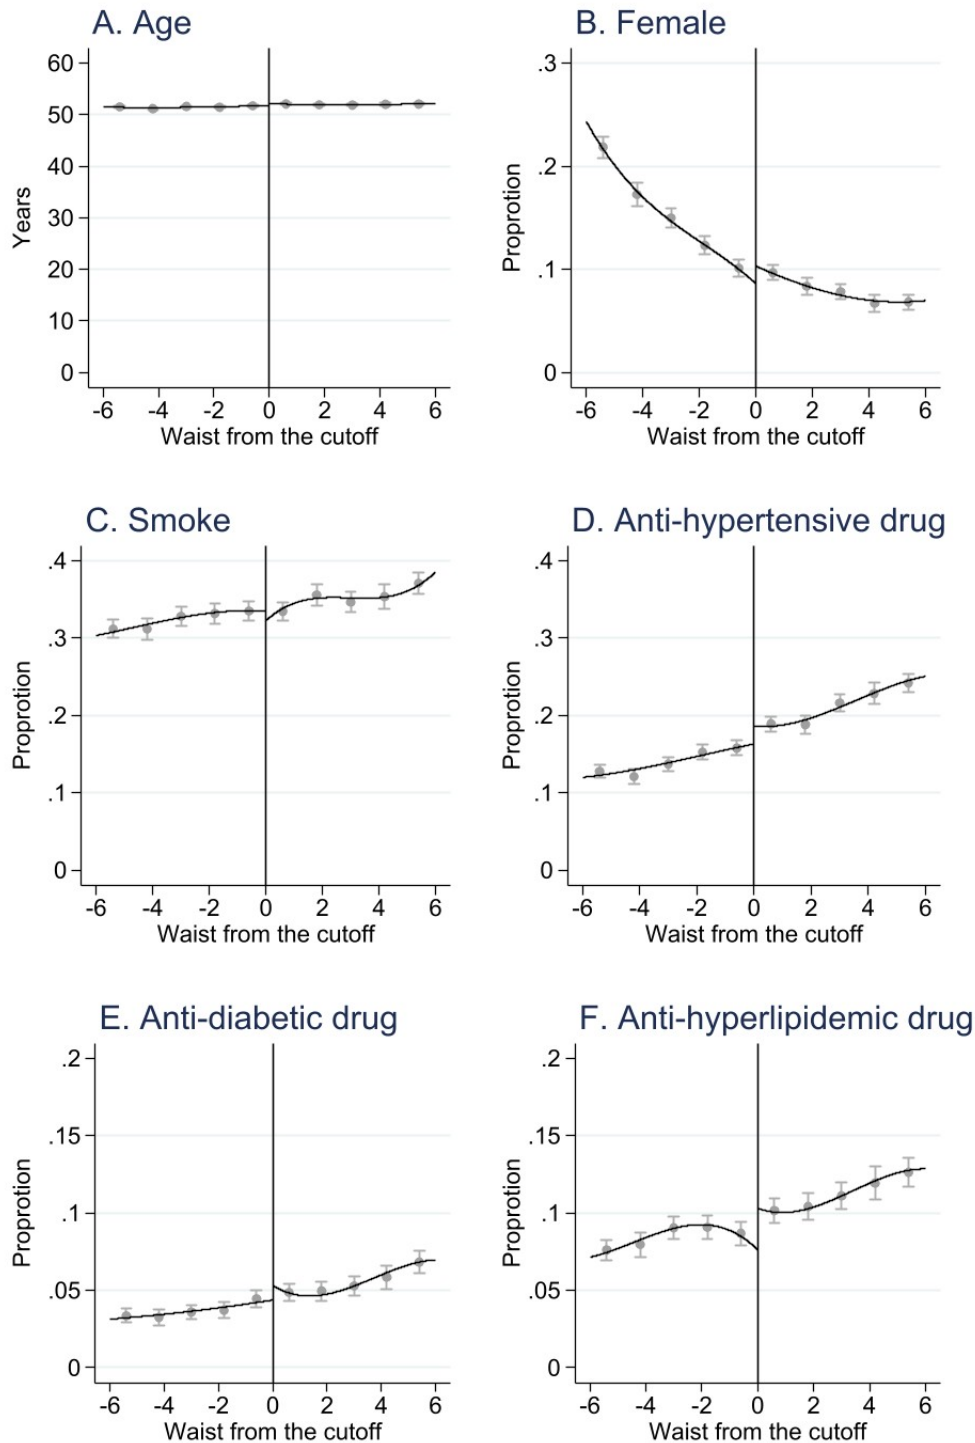 A. Age
60
50
40
30
20
10
0
Years
-6 -4 -2 0 2 4 6
Waist from the cutoff
B. Female
.3
.2
.1
0
Proprotion
-6 -4 -2 0 2 4 6
Waist from the cutoff
C. Smoke
.4
.3
.2
.1
0
Proprotion
-6 -4 -2 0 2 4 6
Waist from the cutoff
D. Anti-hypertensive drug
.4
.3
.2
.1
0
Proprotion
-6 -4 -2 0 2 4 6
Waist from the cutoff
E. Anti-diabetic drug
.2
.15
.1
.05
0
Proprotion
-6 -4 -2 0 2 4 6
Waist from the cutoff
F. Anti-hyperlipidemic drug
.2
.15
.1
.05
0
Proprotion
-6 -4 -2 0 2 4 6
Waist from the cutoff